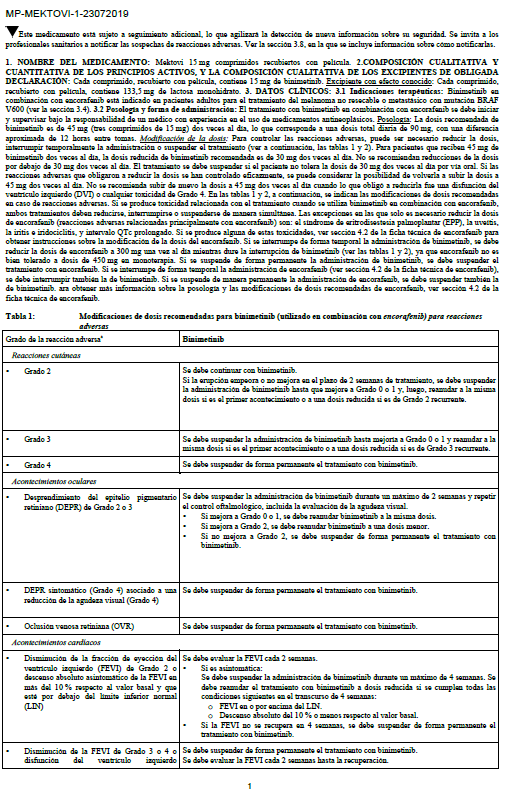 MP-MEKTOVI-1-23072019
▼Este medicamento está sujeto a seguimiento adicional, lo que agilizará la detección de nueva información sobre su seguridad. Se invita a los
profesionales sanitarios a notificar las sospechas de reacciones adversas. Ver la sección 3.8, en la que se incluye información sobre cómo notificarlas.
1. NOMBRE DEL MEDICAMENTO: Mektovi 15 mg comprimidos recubiertos con película. 2.COMPOSICIÓN CUALITATIVA Y
CUANTITATIVA DE LOS PRINCIPIOS ACTIVOS, Y LA COMPOSICIÓN CUALITATIVA DE LOS EXCIPIENTES DE OBLIGADA
DECLARACIÓN: Cada comprimido, recubierto con película, contiene 15 mg de binimetinib. Excipiente con efecto conocido: Cada comprimido,
recubierto con película, contiene 133,5 mg de lactosa monohidrato. 3. DATOS CLÍNICOS: 3.1 Indicaciones terapéuticas: Binimetinib en
combinación con encorafenib está indicado en pacientes adultos para el tratamiento del melanoma no resecable o metastásico con mutación BRAF
V600 (ver la sección 3.4). 3.2 Posología y forma de administración: El tratamiento con binimetinib en combinación con encorafenib se debe iniciar
y supervisar bajo la responsabilidad de un médico con experiencia en el uso de medicamentos antineoplásicos. Posología: La dosis recomendada de
binimetinib es de 45 mg (tres comprimidos de 15 mg) dos veces al día, lo que corresponde a una dosis total diaria de 90 mg, con una diferencia
aproximada de 12 horas entre tomas. Modificación de la dosis: Para controlar las reacciones adversas, puede ser necesario reducir la dosis,
interrumpir temporalmente la administración o suspender el tratamiento (ver a continuación, las tablas 1 y 2). Para pacientes que reciben 45 mg de
binimetinib dos veces al día, la dosis reducida de binimetinib recomendada es de 30 mg dos veces al día. No se recomiendan reducciones de la dosis
por debajo de 30 mg dos veces al día. El tratamiento se debe suspender si el paciente no tolera la dosis de 30 mg dos veces al día por vía oral. Si las
reacciones adversas que obligaron a reducir la dosis se han controlado eficazmente, se puede considerar la posibilidad de volverla a subir la dosis a
45 mg dos veces al día. No se recomienda subir de nuevo la dosis a 45 mg dos veces al día cuando lo que obligó a reducirla fue una disfunción del
ventrículo izquierdo (DVI) o cualquier toxicidad de Grado 4. En las tablas 1 y 2, a continuación, se indican las modificaciones de dosis recomendadas
en caso de reacciones adversas. Si se produce toxicidad relacionada con el tratamiento cuando se utiliza binimetinib en combinación con encorafenib,
ambos tratamientos deben reducirse, interrumpirse o suspenderse de manera simultánea. Las excepciones en las que solo es necesario reducir la dosis
de encorafenib (reacciones adversas relacionadas principalmente con encorafenib) son: el síndrome de eritrodisestesia palmoplantar (EPP), la uveítis,
la iritis e iridociclitis, y intervalo QTc prolongado. Si se produce alguna de estas toxicidades, ver sección 4.2 de la ficha técnica de encorafenib para
obtener instrucciones sobre la modificación de la dosis del encorafenib. Si se interrumpe de forma temporal la administración de binimetinib, se debe
reducir la dosis de encorafenib a 300 mg una vez al día mientras dure la interrupción de binimetinib (ver las tablas 1 y 2), ya que encorafenib no es
bien tolerado a dosis de 450 mg en monoterapia. Si se suspende de forma permanente la administración de binimetinib, se debe suspender el
tratamiento con encorafenib. Si se interrumpe de forma temporal la administración de encorafenib (ver sección 4.2 de la ficha técnica de encorafenib),
se debe interrumpir también la de binimetinib. Si se suspende de manera permanente la administración de encorafenib, se debe suspender también la
de binimetinib. ara obtener más información sobre la posología y las modificaciones de dosis recomendadas de encorafenib, ver sección 4.2 de la
ficha técnica de encorafenib.
Tabla 1: Modificaciones de dosis recomendadas para binimetinib (utilizado en combinación con encorafenib) para reacciones
adversas
Grado de la reacción adversaª Binimetinib
Reacciones cutáneas
• Grado 2 Se debe continuar con binimetinib.
Si la erupción empeora o no mejora en el plazo de 2 semanas de tratamiento, se debe suspender
la administración de binimetinib hasta que mejore a Grado 0 o 1 y, luego, reanudar a la misma
dosis si es el primer acontecimiento o a una dosis reducida si es de Grado 2 recurrente.
• Grado 3 Se debe suspender la administración de binimetinib hasta mejoría a Grado 0 o 1 y reanudar a la
misma dosis si es el primer acontecimiento o a una dosis reducida si es de Grado 3 recurrente.
• Grado 4 Se debe suspender de forma permanente el tratamiento con binimetinib.
Acontecimientos oculares
• Desprendimiento del epitelio pigmentario Se debe suspender la administración de binimetinib durante un máximo de 2 semanas y repetir
retiniano (DEPR) de Grado 2 o 3 el control oftalmológico, incluida la evaluación de la agudeza visual.
• Si mejora a Grado 0 o 1, se debe reanudar binimetinib a la misma dosis.
• Si mejora a Grado 2, se debe reanudar binimetinib a una dosis menor.
• Si no mejora a Grado 2, se debe suspender de forma permanente el tratamiento con
binimetinib.
• DEPR sintomático (Grado 4) asociado a una Se debe suspender de forma permanente el tratamiento con binimetinib.
reducción de la agudeza visual (Grado 4)
• Oclusión venosa retiniana (OVR) Se debe suspender de forma permanente el tratamiento con binimetinib.
Acontecimientos cardíacos
• Disminución de la fracción de eyección del Se debe evaluar la FEVI cada 2 semanas.
ventrículo izquierdo (FEVI) de Grado 2 o • Si es asintomática:
descenso absoluto asintomático de la FEVI en Se debe suspender la administración de binimetinib durante un máximo de 4 semanas. Se
más del 10 % respecto al valor basal y que debe reanudar el tratamiento con binimetinib a dosis reducida si se cumplen todas las
esté por debajo del límite inferior normal condiciones siguientes en el transcurso de 4 semanas:
(LIN) o FEVI en o por encima del LIN.
o Descenso absoluto del 10 % o menos respecto al valor basal.
• Si la FEVI no se recupera en 4 semanas, se debe suspender de forma permanente el
tratamiento con binimetinib.
• Disminución de la FEVI de Grado 3 o 4 o Se debe suspender de forma permanente el tratamiento con binimetinib.
disfunción del ventrículo izquierdo Se debe evaluar la FEVI cada 2 semanas hasta la recuperación.
1